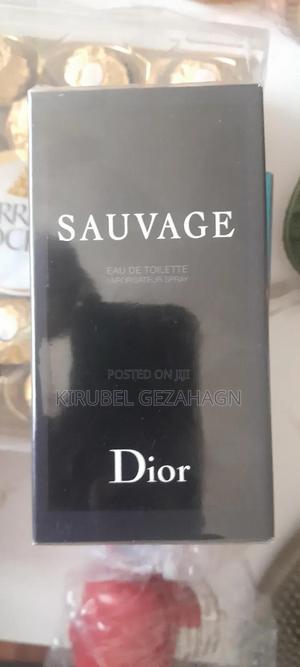 SAUVAGE
EAU DE TOILETTE
VAPORISATEUR SPRAY
POSTED ON JIJI
KIRUBEL GEZAHAGN
Dior